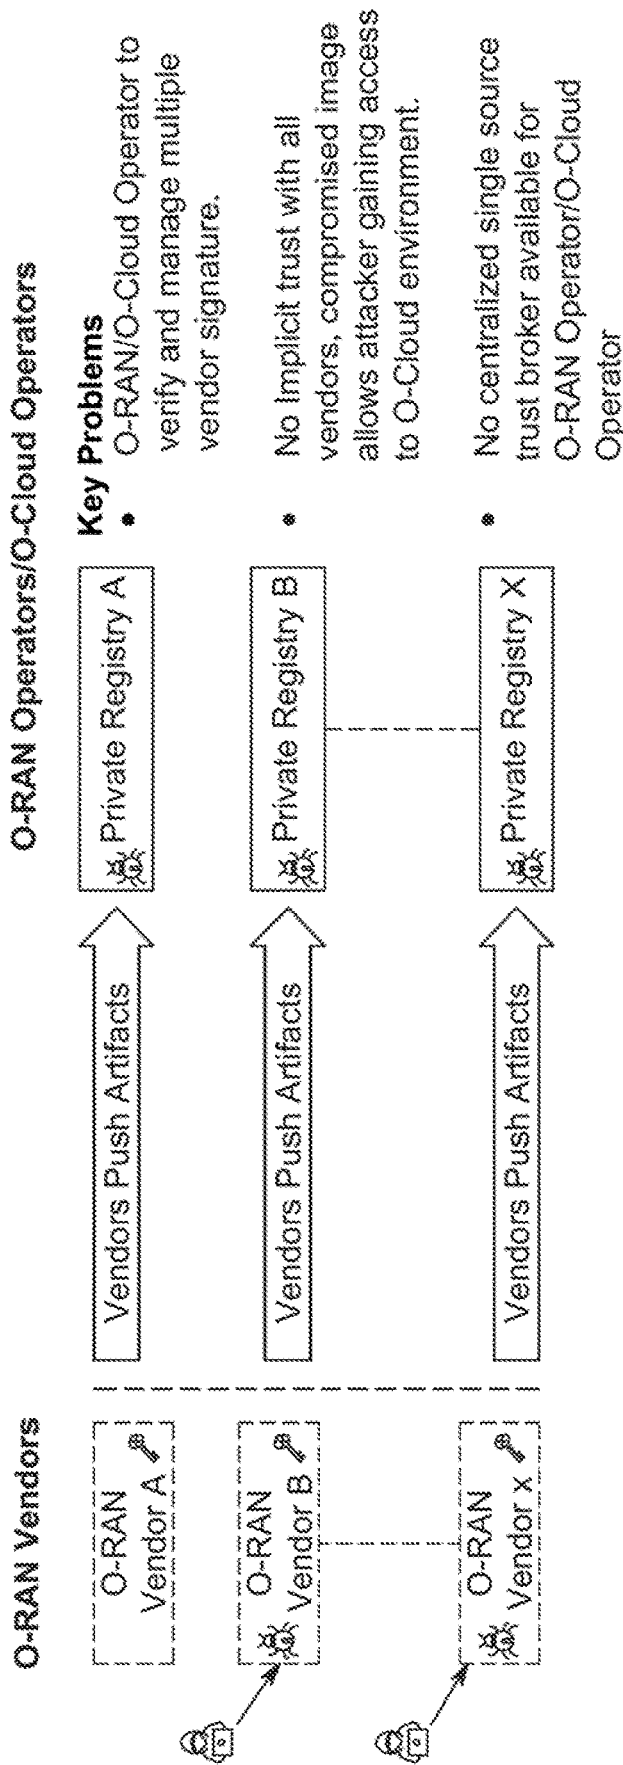 O-RAN Vendors
O-RAN Operators/O-Cloud Operators
O-RAN
Vendor A
Vendors Push Artifacts
Private Registry A
O-RAN
Vendor B
Vendors Push Artifacts
Private Registry B
O-RAN
Vendor x
Vendors Push Artifacts
Private Registry X
Key Problems
• O-RAN/O-Cloud Operator to
verify and manage multiple
vendor signature.
• No Implicit trust with all
vendors, compromised image
allows attacker gaining access
to O-Cloud environment.
• No centralized single source
trust broker available for
O-RAN Operator/O-Cloud
Operator